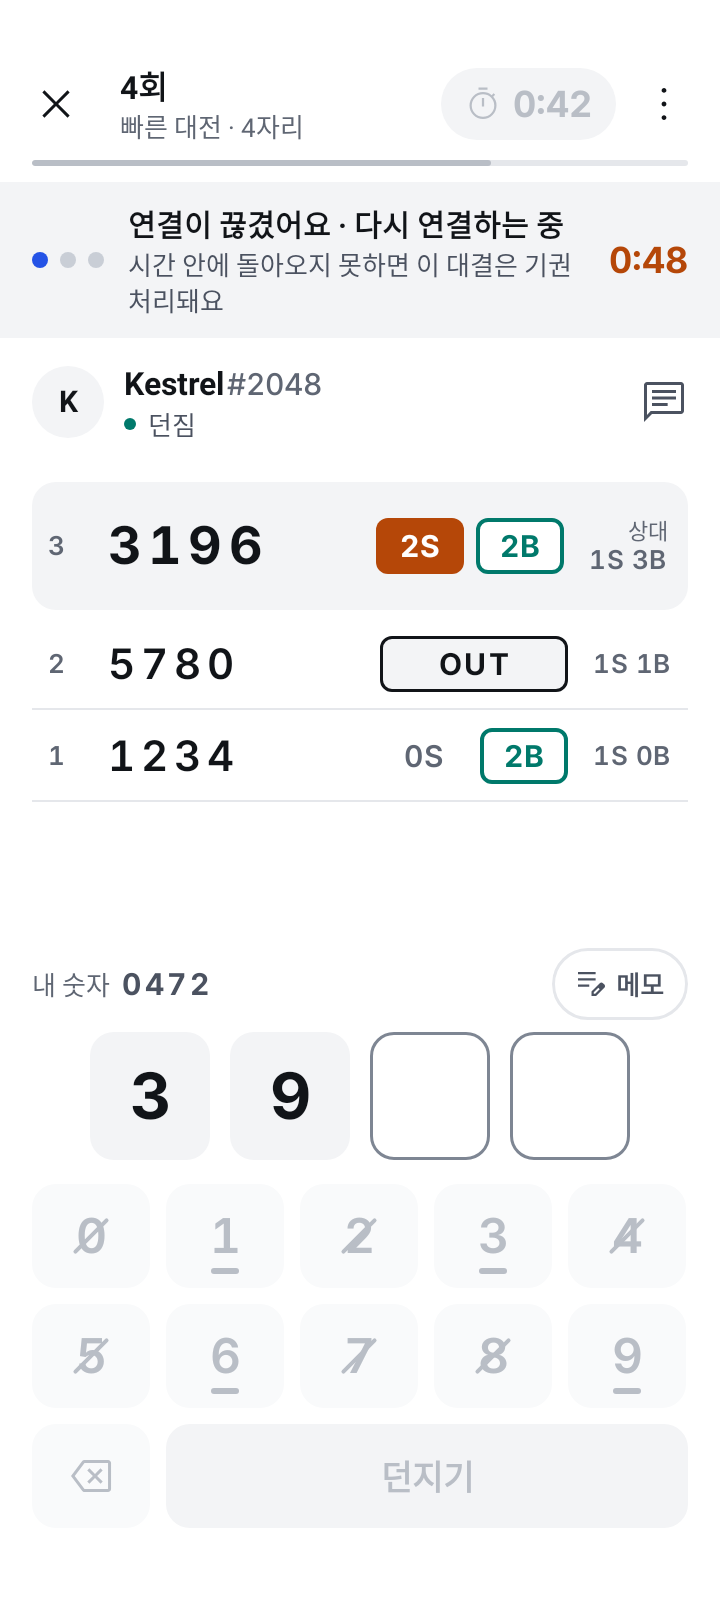 4회
빠른 대전 · 4자리
0:42
연결이 끊겼어요 · 다시 연결하는 중
시간 안에 돌아오지 못하면 이 대결은 기권
처리돼요
0:48
K
Kestrel #2048
던짐
3 3196 2S 2B 상대 1S 3B
2 5780 OUT 1S 1B
1 1234 0S 2B 1S 0B
내 숫자 0472
메모
3 9
0 1 2 3 4
5 6 7 8 9
던지기